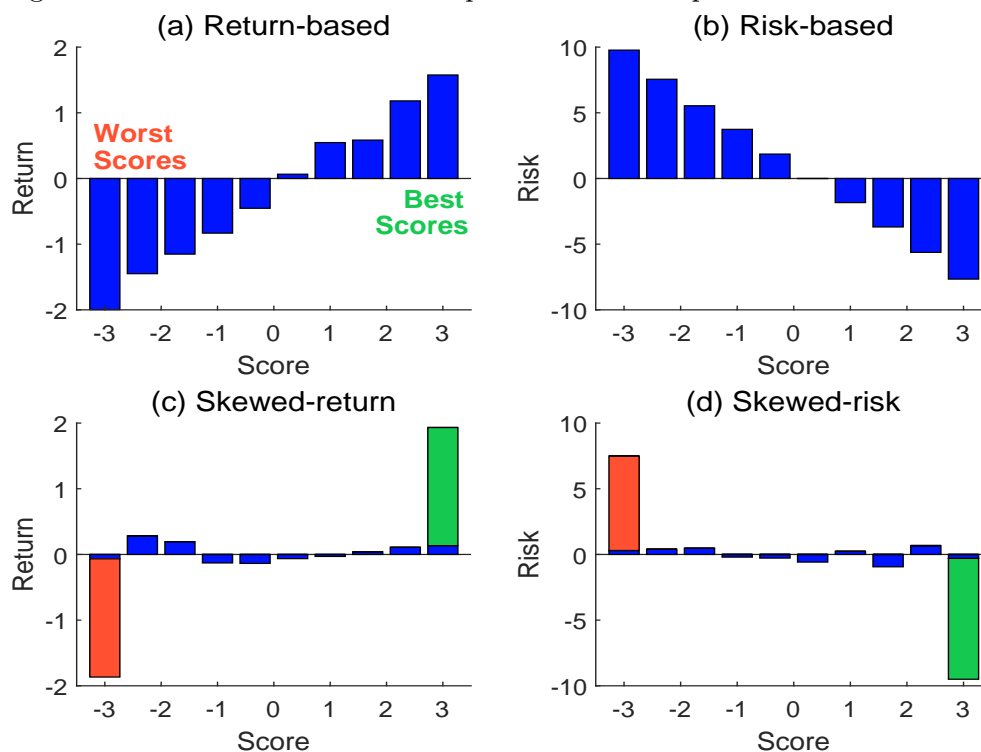 (a) Return-based
2
1
0
-1
-2
Return
Worst
Scores
Best
Scores
-3 -2 -1 0 1 2 3
Score
(b) Risk-based
10
5
0
-5
-10
Risk
-3 -2 -1 0 1 2 3
Score
(c) Skewed-return
2
1
0
-1
-2
Return
-3 -2 -1 0 1 2 3
Score
(d) Skewed-risk
10
5
0
-5
-10
Risk
-3 -2 -1 0 1 2 3
Score